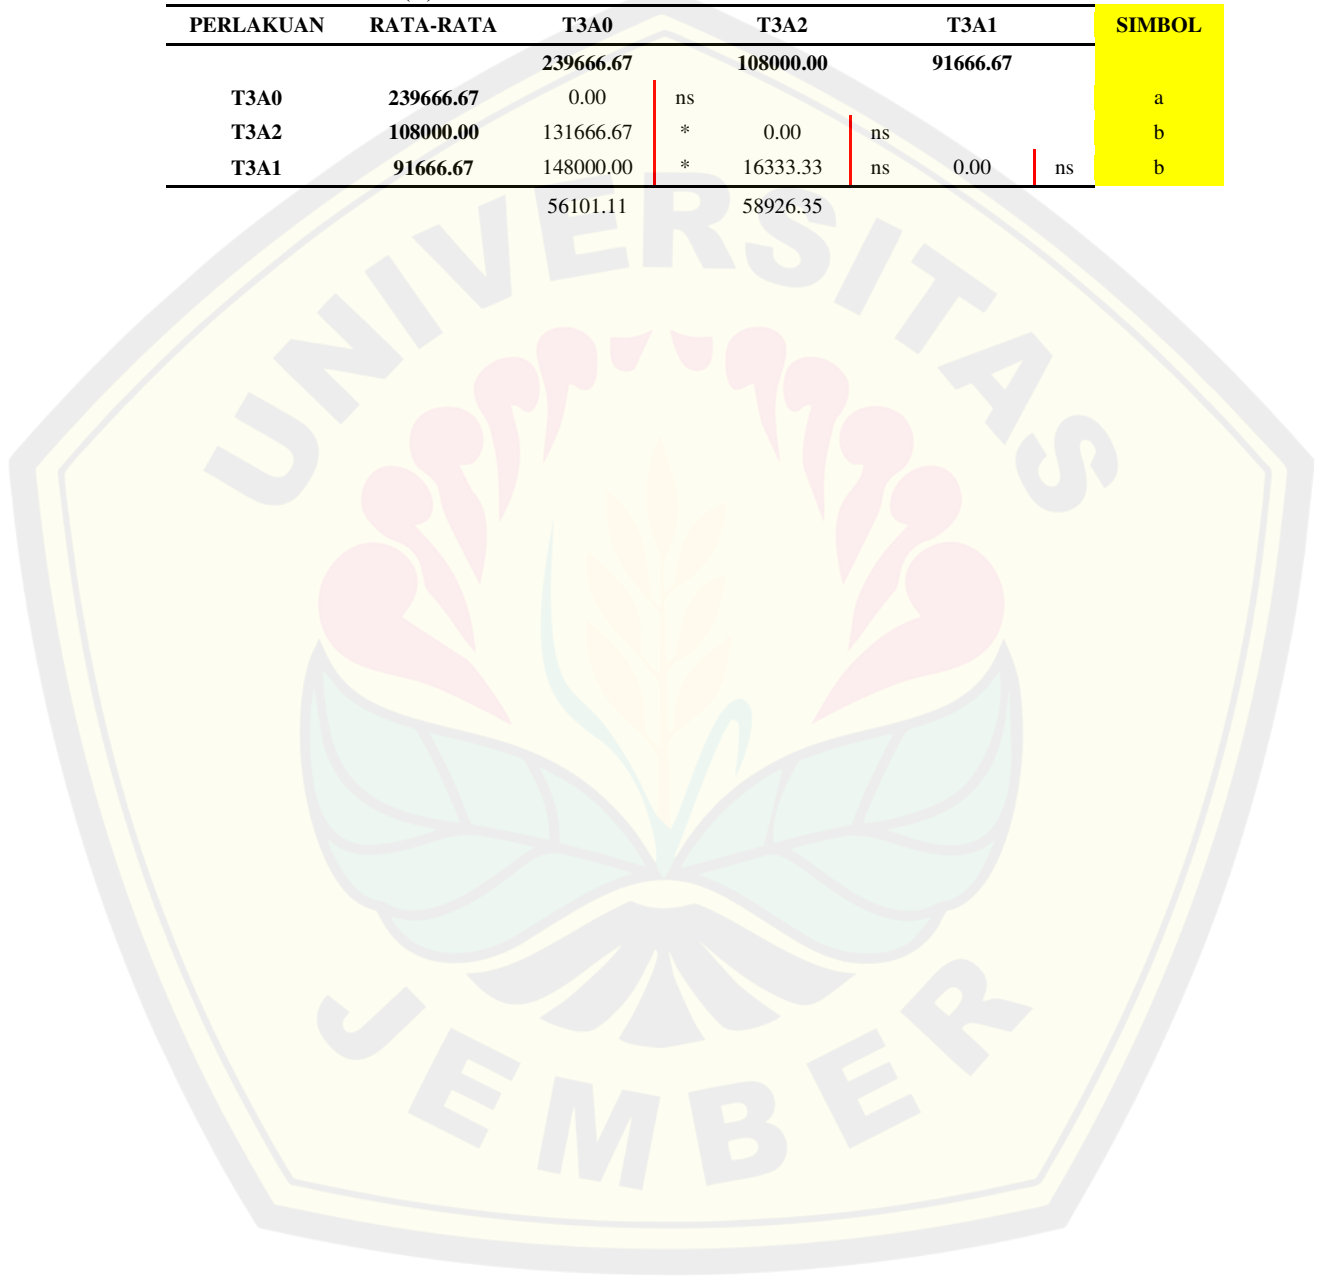 PERLAKUAN RATA-RATA T3A0 T3A2 T3A1 SIMBOL
239666.67 108000.00 91666.67
T3A0 239666.67 0.00 ns a
T3A2 108000.00 131666.67 * 0.00 ns b
T3A1 91666.67 148000.00 * 16333.33 ns 0.00 ns b
56101.11 58926.35
UNIVERSITAS
JEMBER